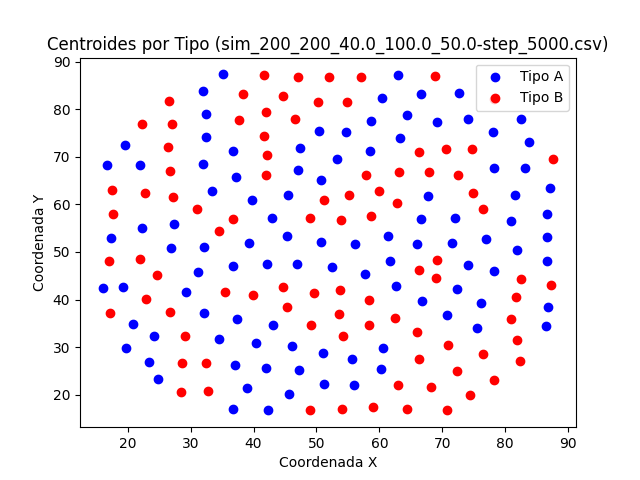 Centroides por Tipo (sim_200_200_40.0_100.0_50.0-step_5000.csv)
90
80
70
60
50
40
30
20
Coordenada Y
Tipo A
Tipo B
20 30 40 50 60 70 80 90
Coordenada X